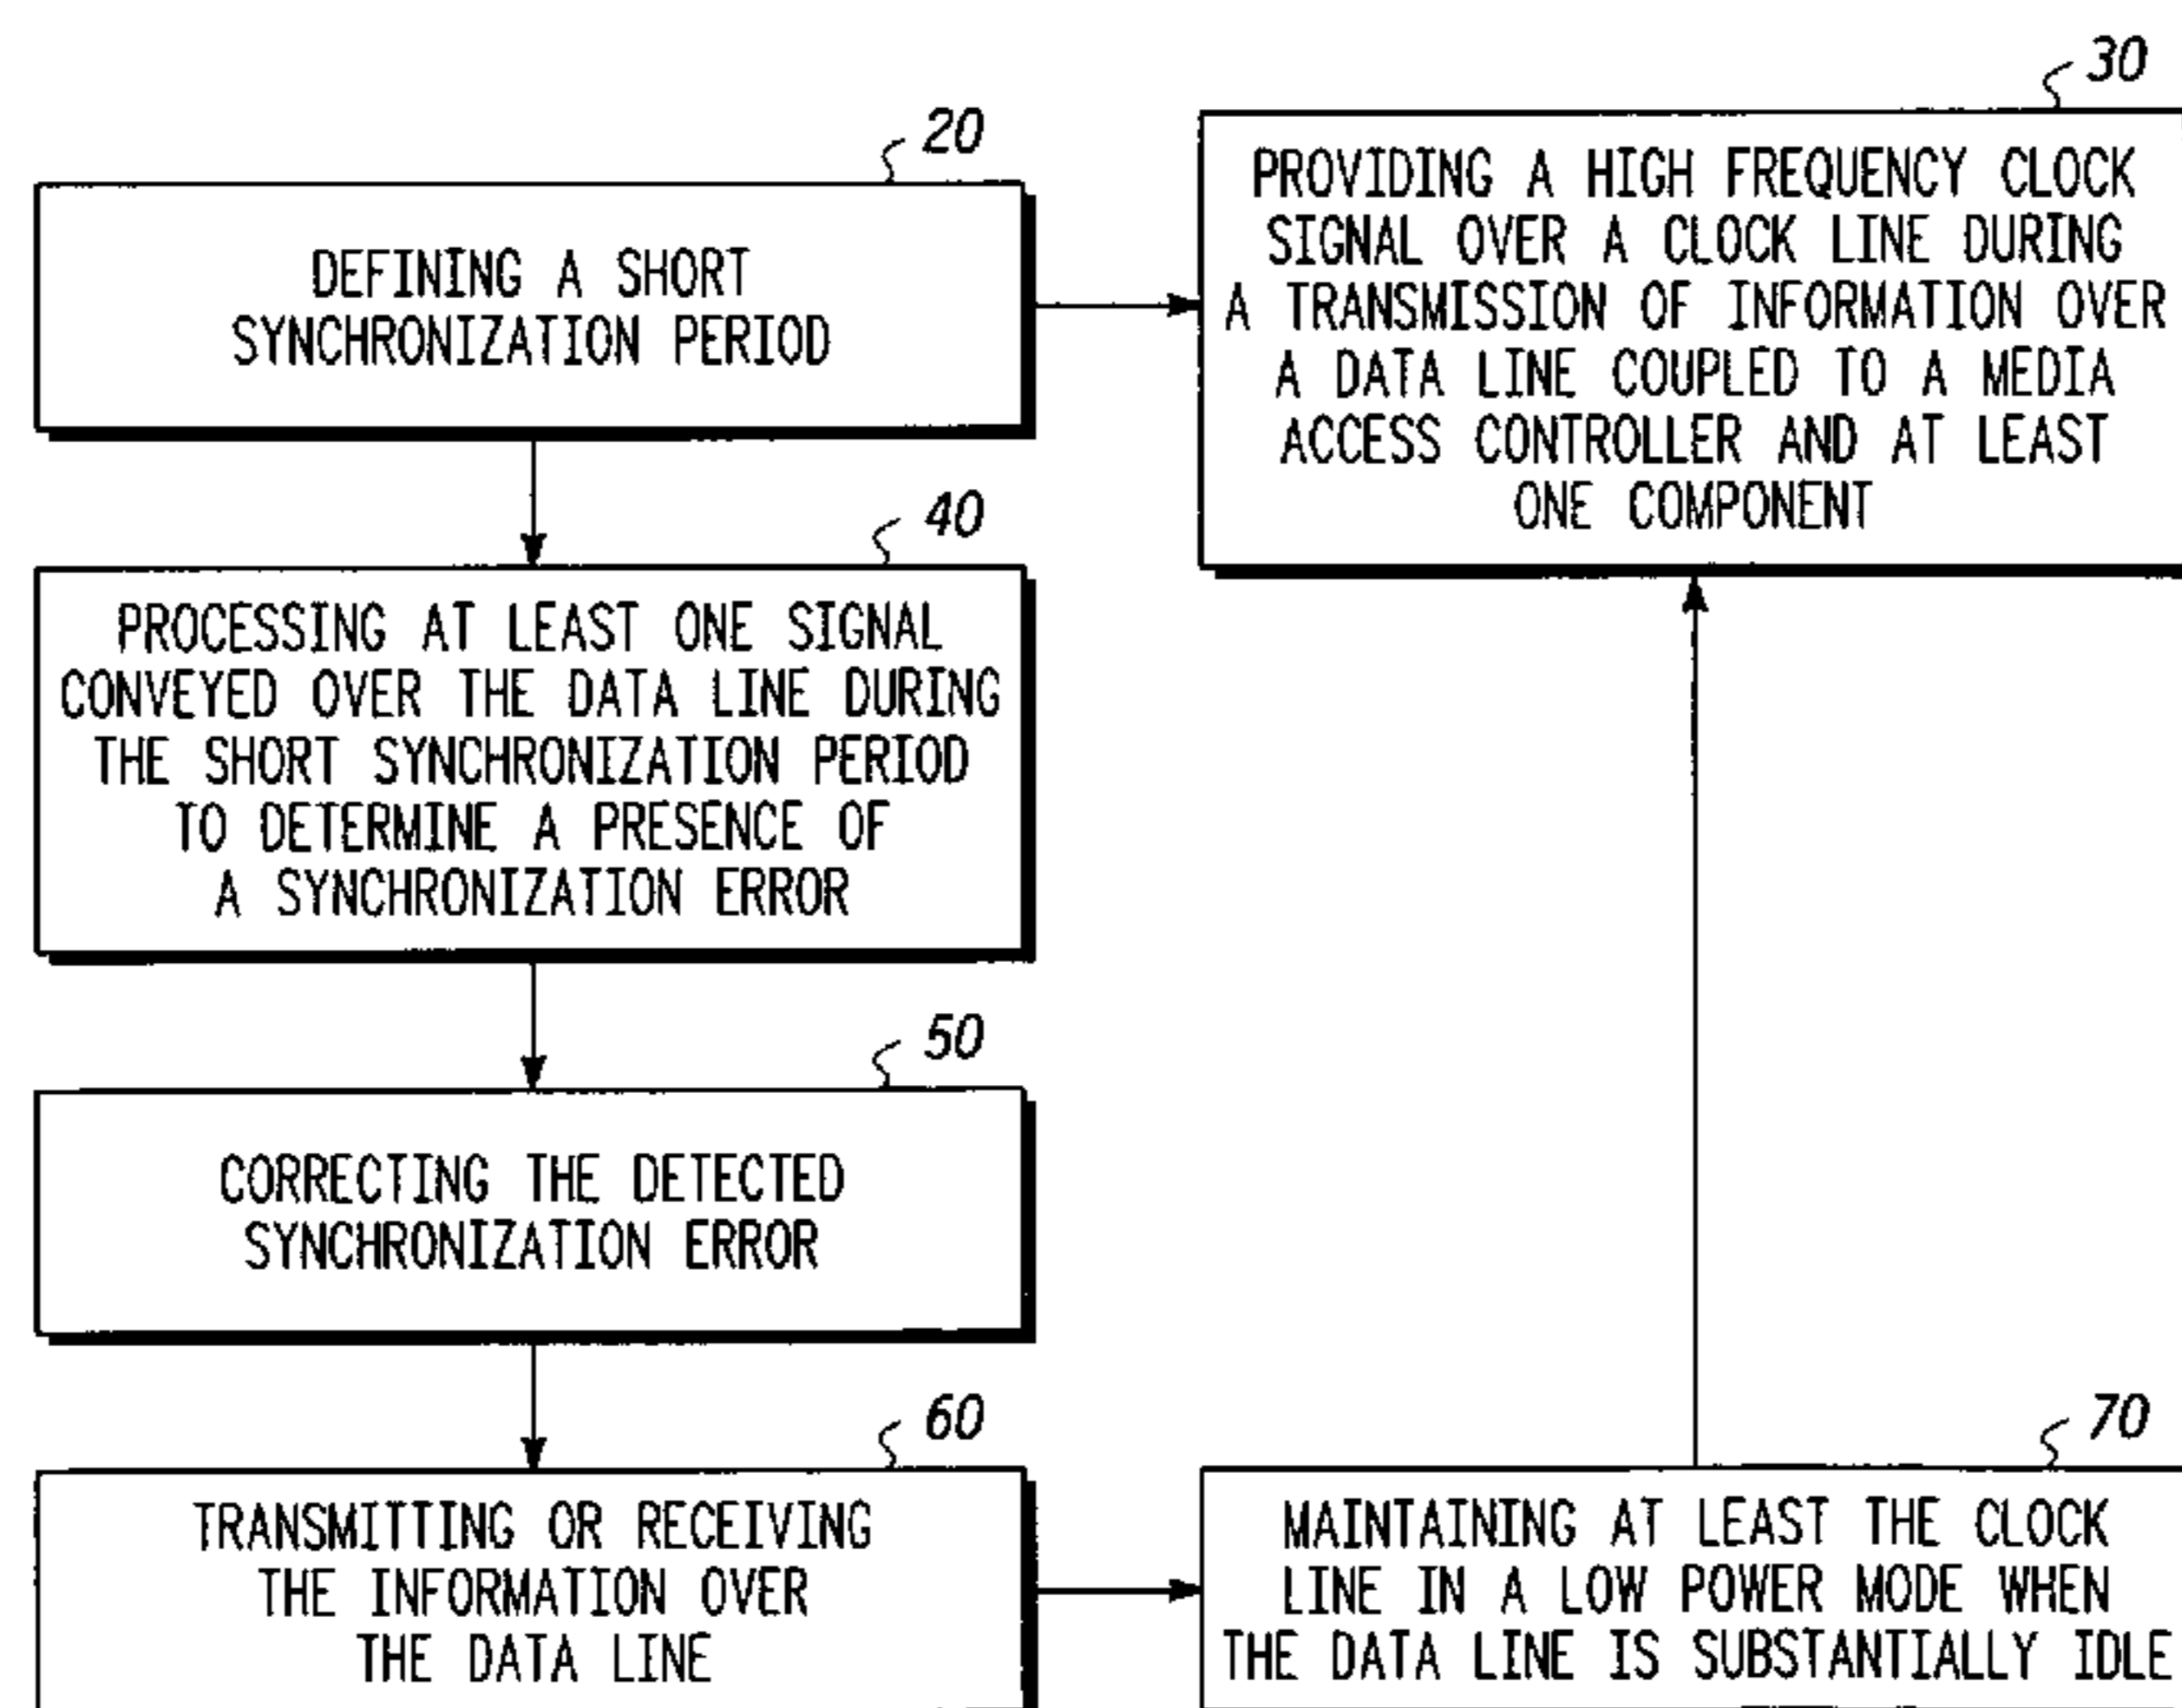 20
DEFINING A SHORT
SYNCHRONIZATION PERIOD
30
PROVIDING A HIGH FREQUENCY CLOCK
SIGNAL OVER A CLOCK LINE DURING
A TRANSMISSION OF INFORMATION OVER
A DATA LINE COUPLED TO A MEDIA
ACCESS CONTROLLER AND AT LEAST
ONE COMPONENT
40
PROCESSING AT LEAST ONE SIGNAL
CONVEYED OVER THE DATA LINE DURING
THE SHORT SYNCHRONIZATION PERIOD
TO DETERMINE A PRESENCE OF
A SYNCHRONIZATION ERROR
50
CORRECTING THE DETECTED
SYNCHRONIZATION ERROR
60
TRANSMITTING OR RECEIVING
THE INFORMATION OVER
THE DATA LINE
70
MAINTAINING AT LEAST THE CLOCK
LINE IN A LOW POWER MODE WHEN
THE DATA LINE IS SUBSTANTIALLY IDLE